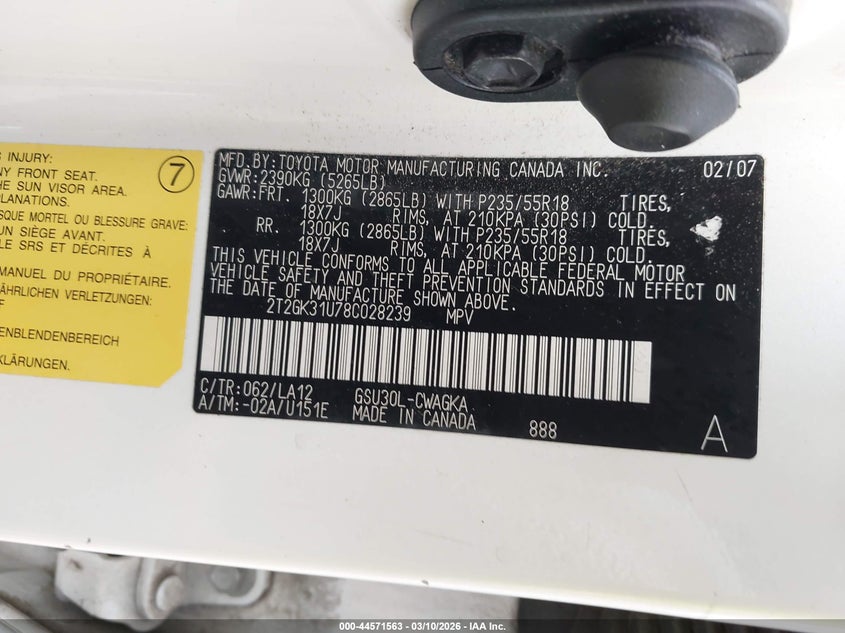 S INJURY:
NY FRONT SEAT.
THE SUN VISOR AREA.
PLANATIONS.
SQUE MORTEL OU BLESSURE GRAVE:
UN SIÈGE AVANT.
LE SRS ET DÉCRITES À
MANUEL DU PROPRIÉTAIRE.
ÄHRLICHEN VERLETZUNGEN:
ENBLENDENBEREICH
KLÄRUNGEN.
7
MFD.BY:TOYOTA MOTOR MANUFACTURING CANADA INC. 02/07
GVWR:2390KG (5265LB)
GAWR:FRT. 1300KG (2865LB) WITH P235/55R18 TIRES,
18X7J RIMS, AT 210KPA (30PSI) COLD.
RR. 1300KG (2865LB) WITH P235/55R18 TIRES,
18X7J RIMS, AT 210KPA (30PSI) COLD.
THIS VEHICLE CONFORMS TO ALL APPLICABLE FEDERAL MOTOR
VEHICLE SAFETY AND THEFT PREVENTION STANDARDS IN EFFECT ON
THE DATE OF MANUFACTURE SHOWN ABOVE.
2T2GK31U78C028239 MPV
C/TR:062/LA12 GSU30L-CWAGKA
A/TM:-02A/U151E MADE IN CANADA 888
A
000-44571563 — 03/10/2026 — IAA Inc.